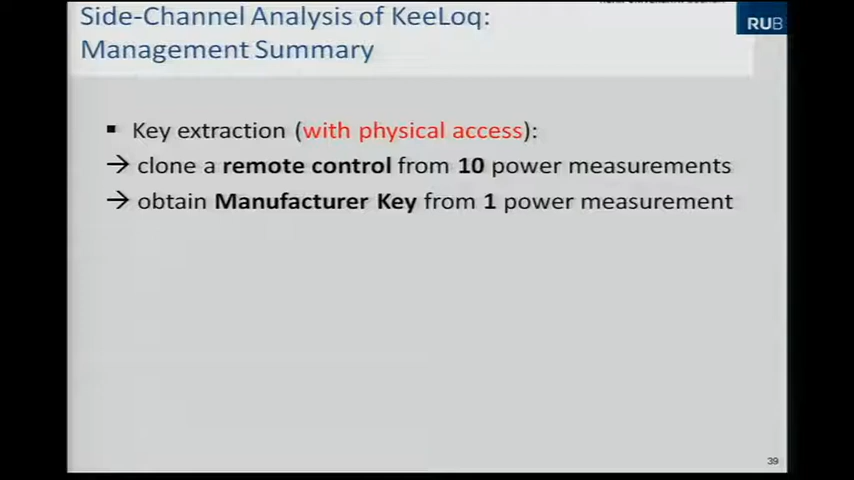 Side-Channel Analysis of KeeLoq:
RUB
Management Summary
▪ Key extraction (with physical access):
→ clone a remote control from 10 power measurements
→ obtain Manufacturer Key from 1 power measurement
39